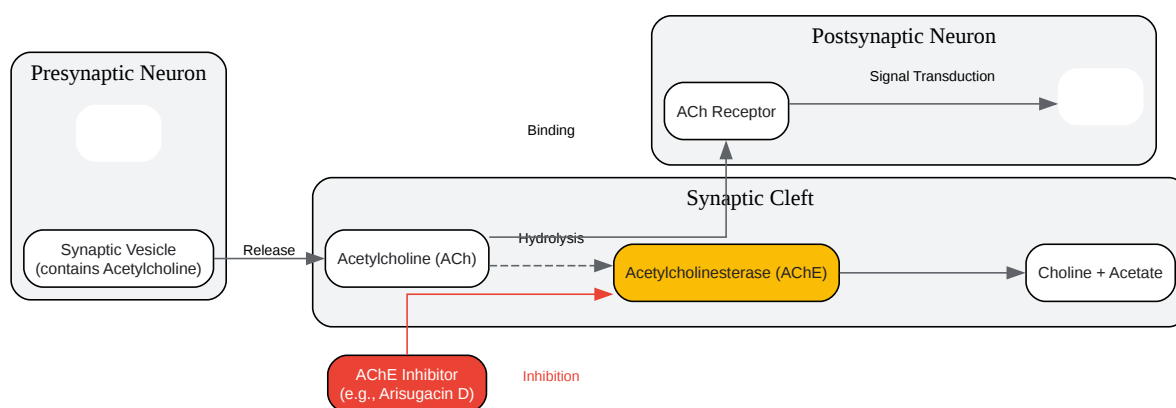 Postsynaptic Neuron
Presynaptic Neuron
Signal Transduction
ACh Receptor
Binding
Synaptic Cleft
Synaptic Vesicle
(contains Acetylcholine)
Release
Acetylcholine (ACh)
Hydrolysis
Acetylcholinesterase (AChE)
Choline + Acetate
AChE Inhibitor
(e.g., Arisugacin D)
Inhibition